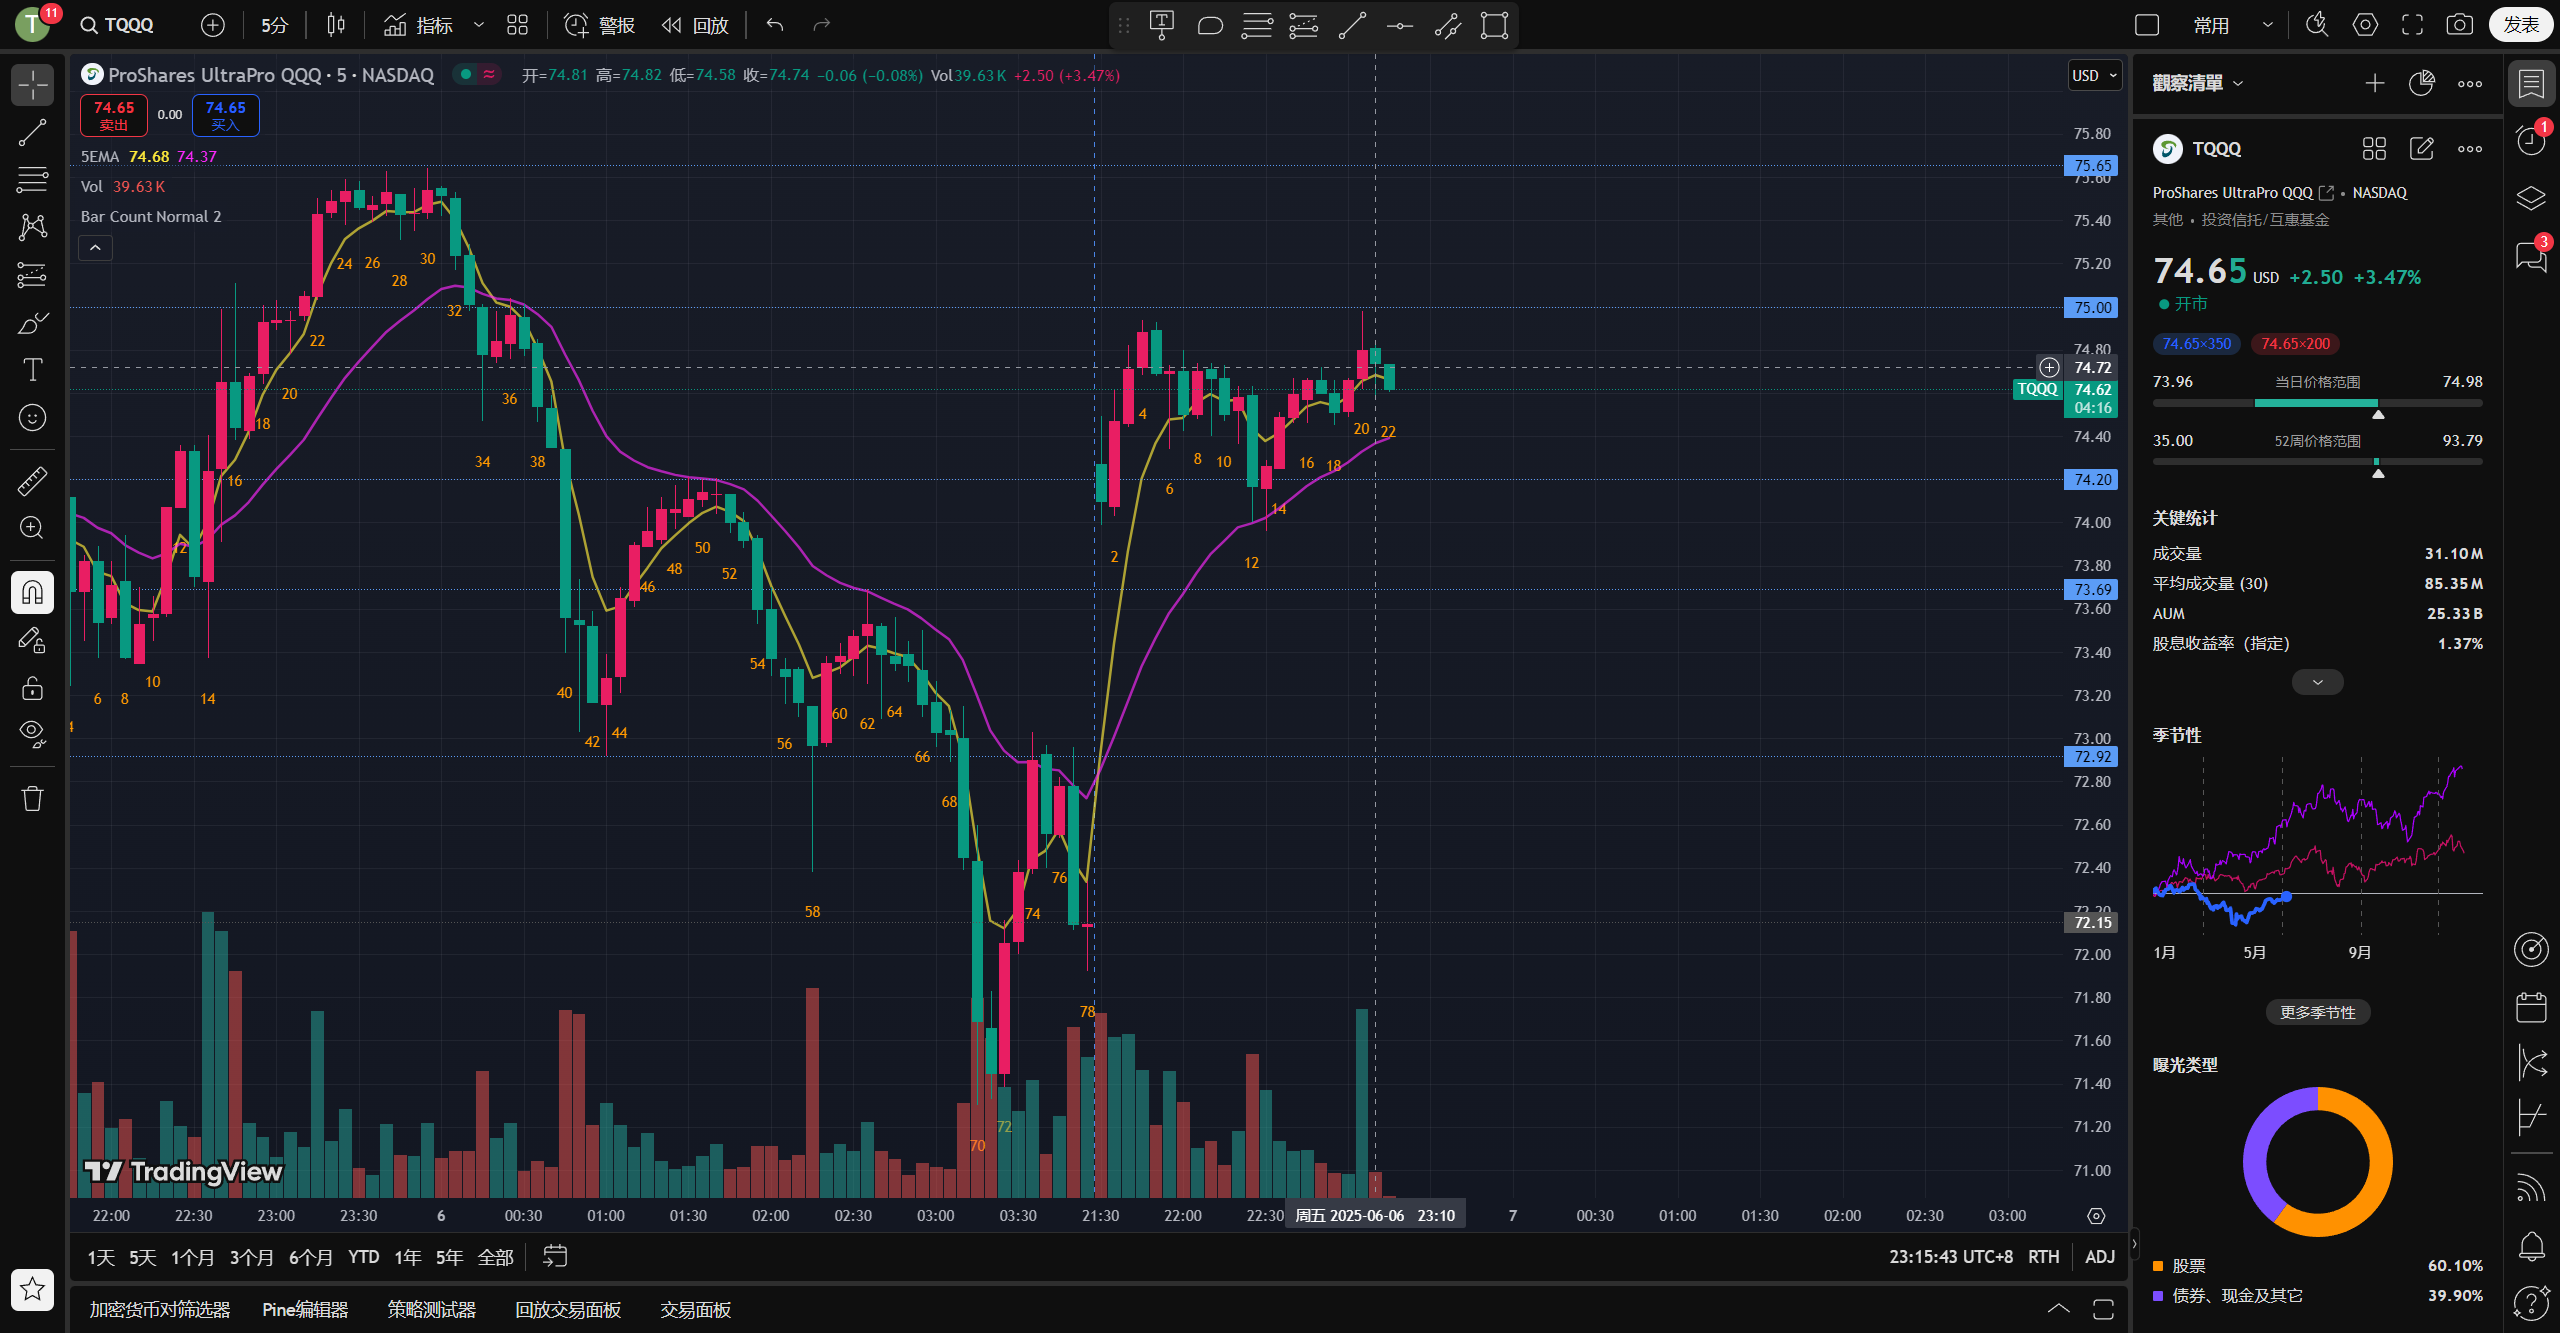 T 11 TQQQ 5分 指标 警报 回放 常用 发表
ProShares UltraPro QQQ · 5 · NASDAQ 开=74.81 高=74.82 低=74.58 收=74.74 −0.06 (−0.08%) Vol39.63 K +2.50 (+3.47%)
74.65 卖出 0.00 74.65 买入
5EMA 74.68 74.37
Vol 39.63 K
Bar Count Normal 2
USD
75.80
75.65
75.60
75.40
75.20
75.00
74.80
74.72
TQQQ 74.62
04:16
74.40
74.20
74.00
73.80
73.69
73.60
73.40
73.20
73.00
72.92
72.80
72.60
72.40
72.20
72.15
72.00
71.80
71.60
71.40
71.20
71.00
4 6 8 10 12 14 16 18 20 22 24 26 28 30 32 34 36 38 40 42 44 46 48 50 52 54 56 58 60 62 64 66 68 70 72 74 76 78
2 4 6 8 10 12 14 16 18 20 22
TradingView
22:00 22:30 23:00 23:30 6 00:30 01:00 01:30 02:00 02:30 03:00 03:30 21:30 22:00 22:30 周五 2025-06-06 23:10 7 00:30 01:00 01:30 02:00 02:30 03:00
1天 5天 1个月 3个月 6个月 YTD 1年 5年 全部 23:15:43 UTC+8 RTH ADJ
加密货币对筛选器 Pine编辑器 策略测试器 回放交易面板 交易面板
觀察清單
TQQQ
ProShares UltraPro QQQ • NASDAQ
其他 • 投资信托/互惠基金
74.65 USD +2.50 +3.47%
开市
74.65×350 74.65×200
73.96 当日价格范围 74.98
35.00 52周价格范围 93.79
关键统计
成交量 31.10 M
平均成交量 (30) 85.35 M
AUM 25.33 B
股息收益率（指定） 1.37%
季节性
1月 5月 9月
更多季节性
曝光类型
股票 60.10%
债券、现金及其它 39.90%
1
3